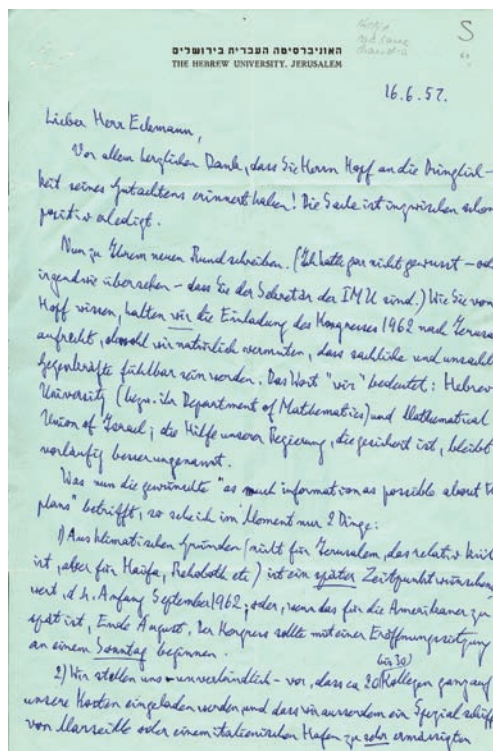 S
האוניברסיטה העברית בירושלים
THE HEBREW UNIVERSITY, JERUSALEM
16.6.57.
Lieber Herr Eckmann,
Vor allem herzlichen Dank, dass Sie Herrn Hopf an die Dringlich-
keit seines Gutachtens erinnert haben! Die Sache ist inzwischen schon
positiv erledigt.
Nun zu Ihrem neuen Rundschreiben. (Ich hatte gar nicht gewusst – od
irgendwie übersehen – dass Sie der Sekretär der IMU sind.) Wie Sie von
Hopf wissen, halten wir die Einladung des Kongresses 1962 nach Jerusa
aufrecht, obwohl wir natürlich vermuten, dass sachliche und unsachl
Gegenkräfte fühlbar sein werden. Das Wort "wir" bedeutet: Hebrew
University (bezw. ihr Department of Mathematics) und Mathematical
Union of Israel; die Hilfe unserer Regierung, die gesichert ist, bleibt
vorläufig besser ungenannt.
Was nun die gewünschte "as much information as possible about
plans" betrifft, so sehe ich im Moment nur 2 Dinge:
1) Aus klimatischen Gründen (nicht für Jerusalem, das relativ kühl
ist, aber für Haifa, Rehoboth etc) ist ein später Zeitpunkt wünschen
wert, d.h. Anfang September 1962; oder, wenn das für die Amerikaner zu
spät ist, Ende August. Der Kongress sollte mit einer Eröffnungssitzung
an einem Sonntag beginnen.
2) Wir stellen uns – unverbindlich – vor, dass ca 20 (bis 30) Kollegen ganz auf
unsere Kosten eingeladen werden und dass wir ausserdem ein Spezialschiff
von Marseille oder einem italienischen Hafen zu sehr ermässigten